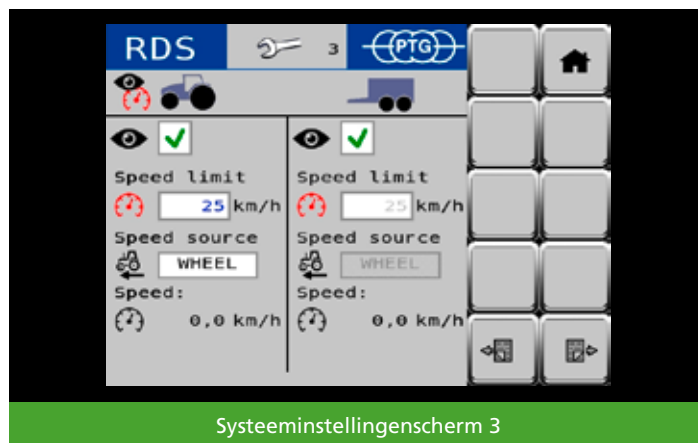 RDS 3 PTG
Speed limit Speed limit
25 km/h 25 km/h
Speed source Speed source
WHEEL WHEEL
Speed: Speed:
0,0 km/h 0,0 km/h
Systeeminstellingenscherm 3